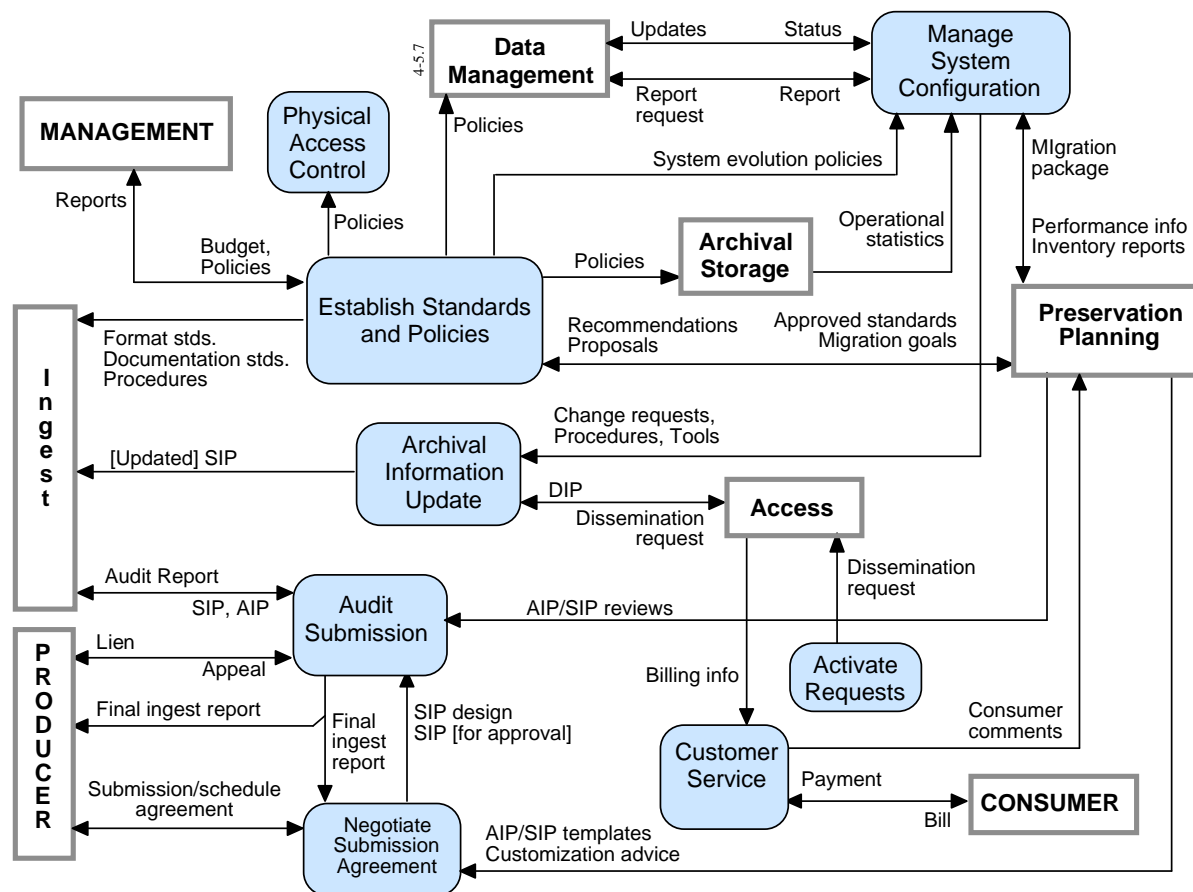 Updates
Status
Data
Management
4-5.7
Manage
System
Configuration
Report
request
Report
MANAGEMENT
Physical
Access
Control
Policies
System evolution policies
MIgration
package
Reports
Policies
Budget,
Policies
Operational
statistics
Performance info
Inventory reports
Archival
Storage
Policies
Establish Standards
and Policies
Preservation
Planning
Recommendations
Proposals
Approved standards
Migration goals
Format stds.
Documentation stds.
Procedures
Ingest
Change requests,
Procedures, Tools
Archival
Information
Update
[Updated] SIP
DIP
Dissemination
request
Access
Dissemination
request
Audit Report
SIP, AIP
Audit
Submission
AIP/SIP reviews
PRODUCER
Lien
Appeal
Activate
Requests
Billing info
Final ingest report
Final
ingest
report
SIP design
SIP [for approval]
Customer
Service
Consumer
comments
Submission/schedule
agreement
Payment
Bill
CONSUMER
Negotiate
Submission
Agreement
AIP/SIP templates
Customization advice